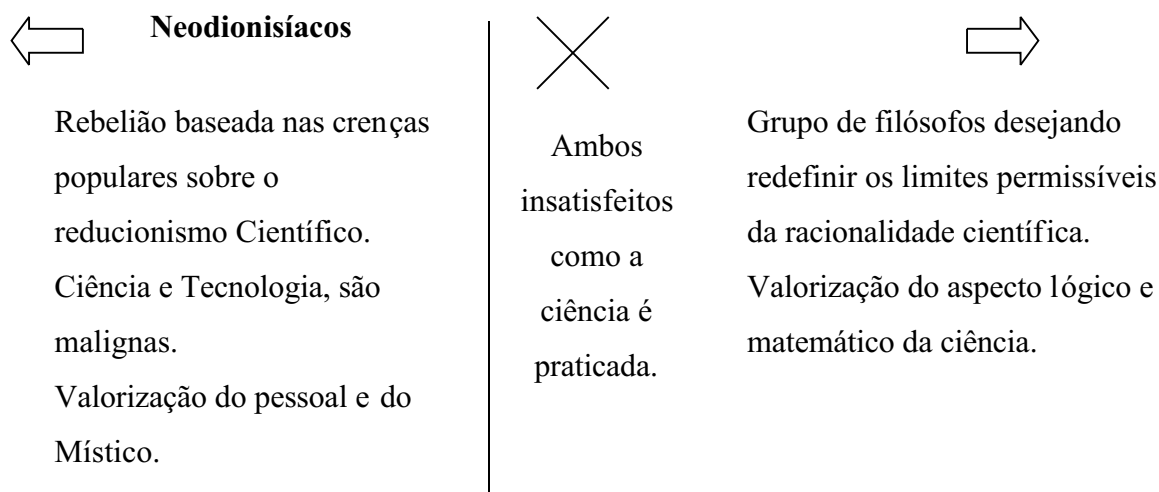 Neodionisíacos
Rebelião baseada nas crenças
populares sobre o
reducionismo Científico.
Ciência e Tecnologia, são
malignas.
Valorização do pessoal e do
Místico.
Ambos
insatisfeitos
como a
ciência é
praticada.
Grupo de filósofos desejando
redefinir os limites permissíveis
da racionalidade científica.
Valorização do aspecto lógico e
matemático da ciência.